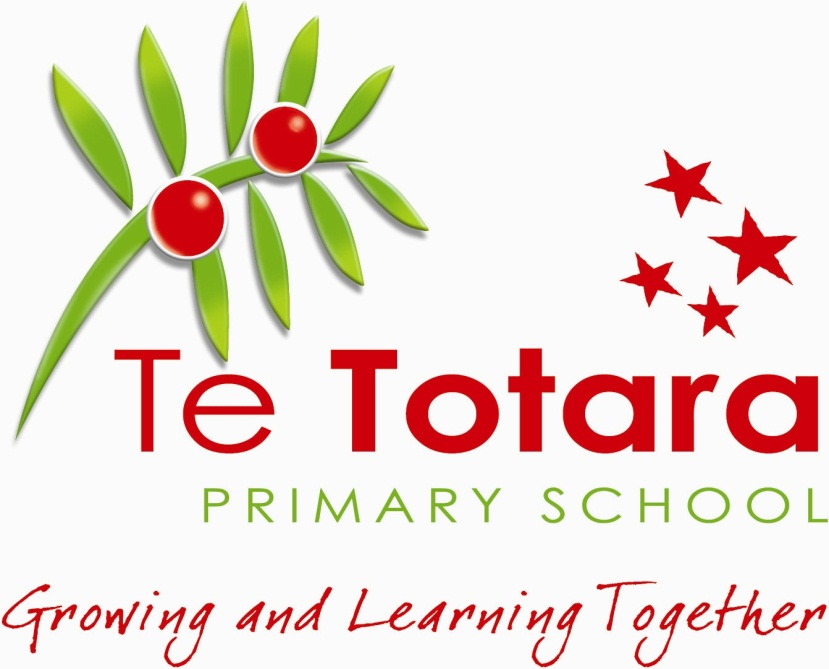 Te Totara
PRIMARY SCHOOL
Growing and Learning Together